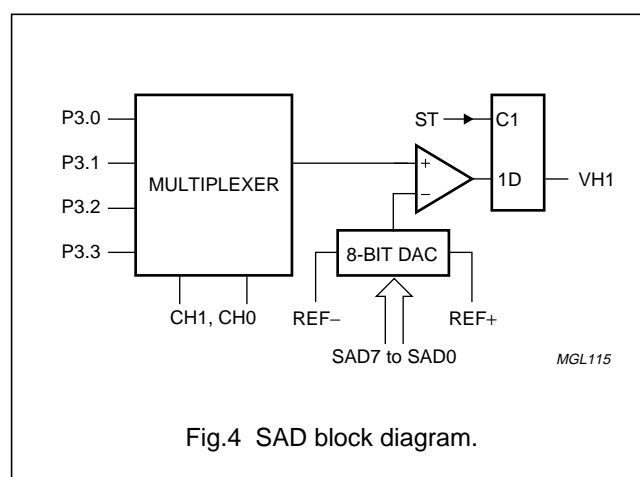 P3.0
P3.1
P3.2
P3.3
MULTIPLEXER
CH1, CH0
ST
C1
+
−
1D
VH1
8-BIT DAC
REF−
REF+
SAD7 to SAD0
MGL115
Fig.4 SAD block diagram.